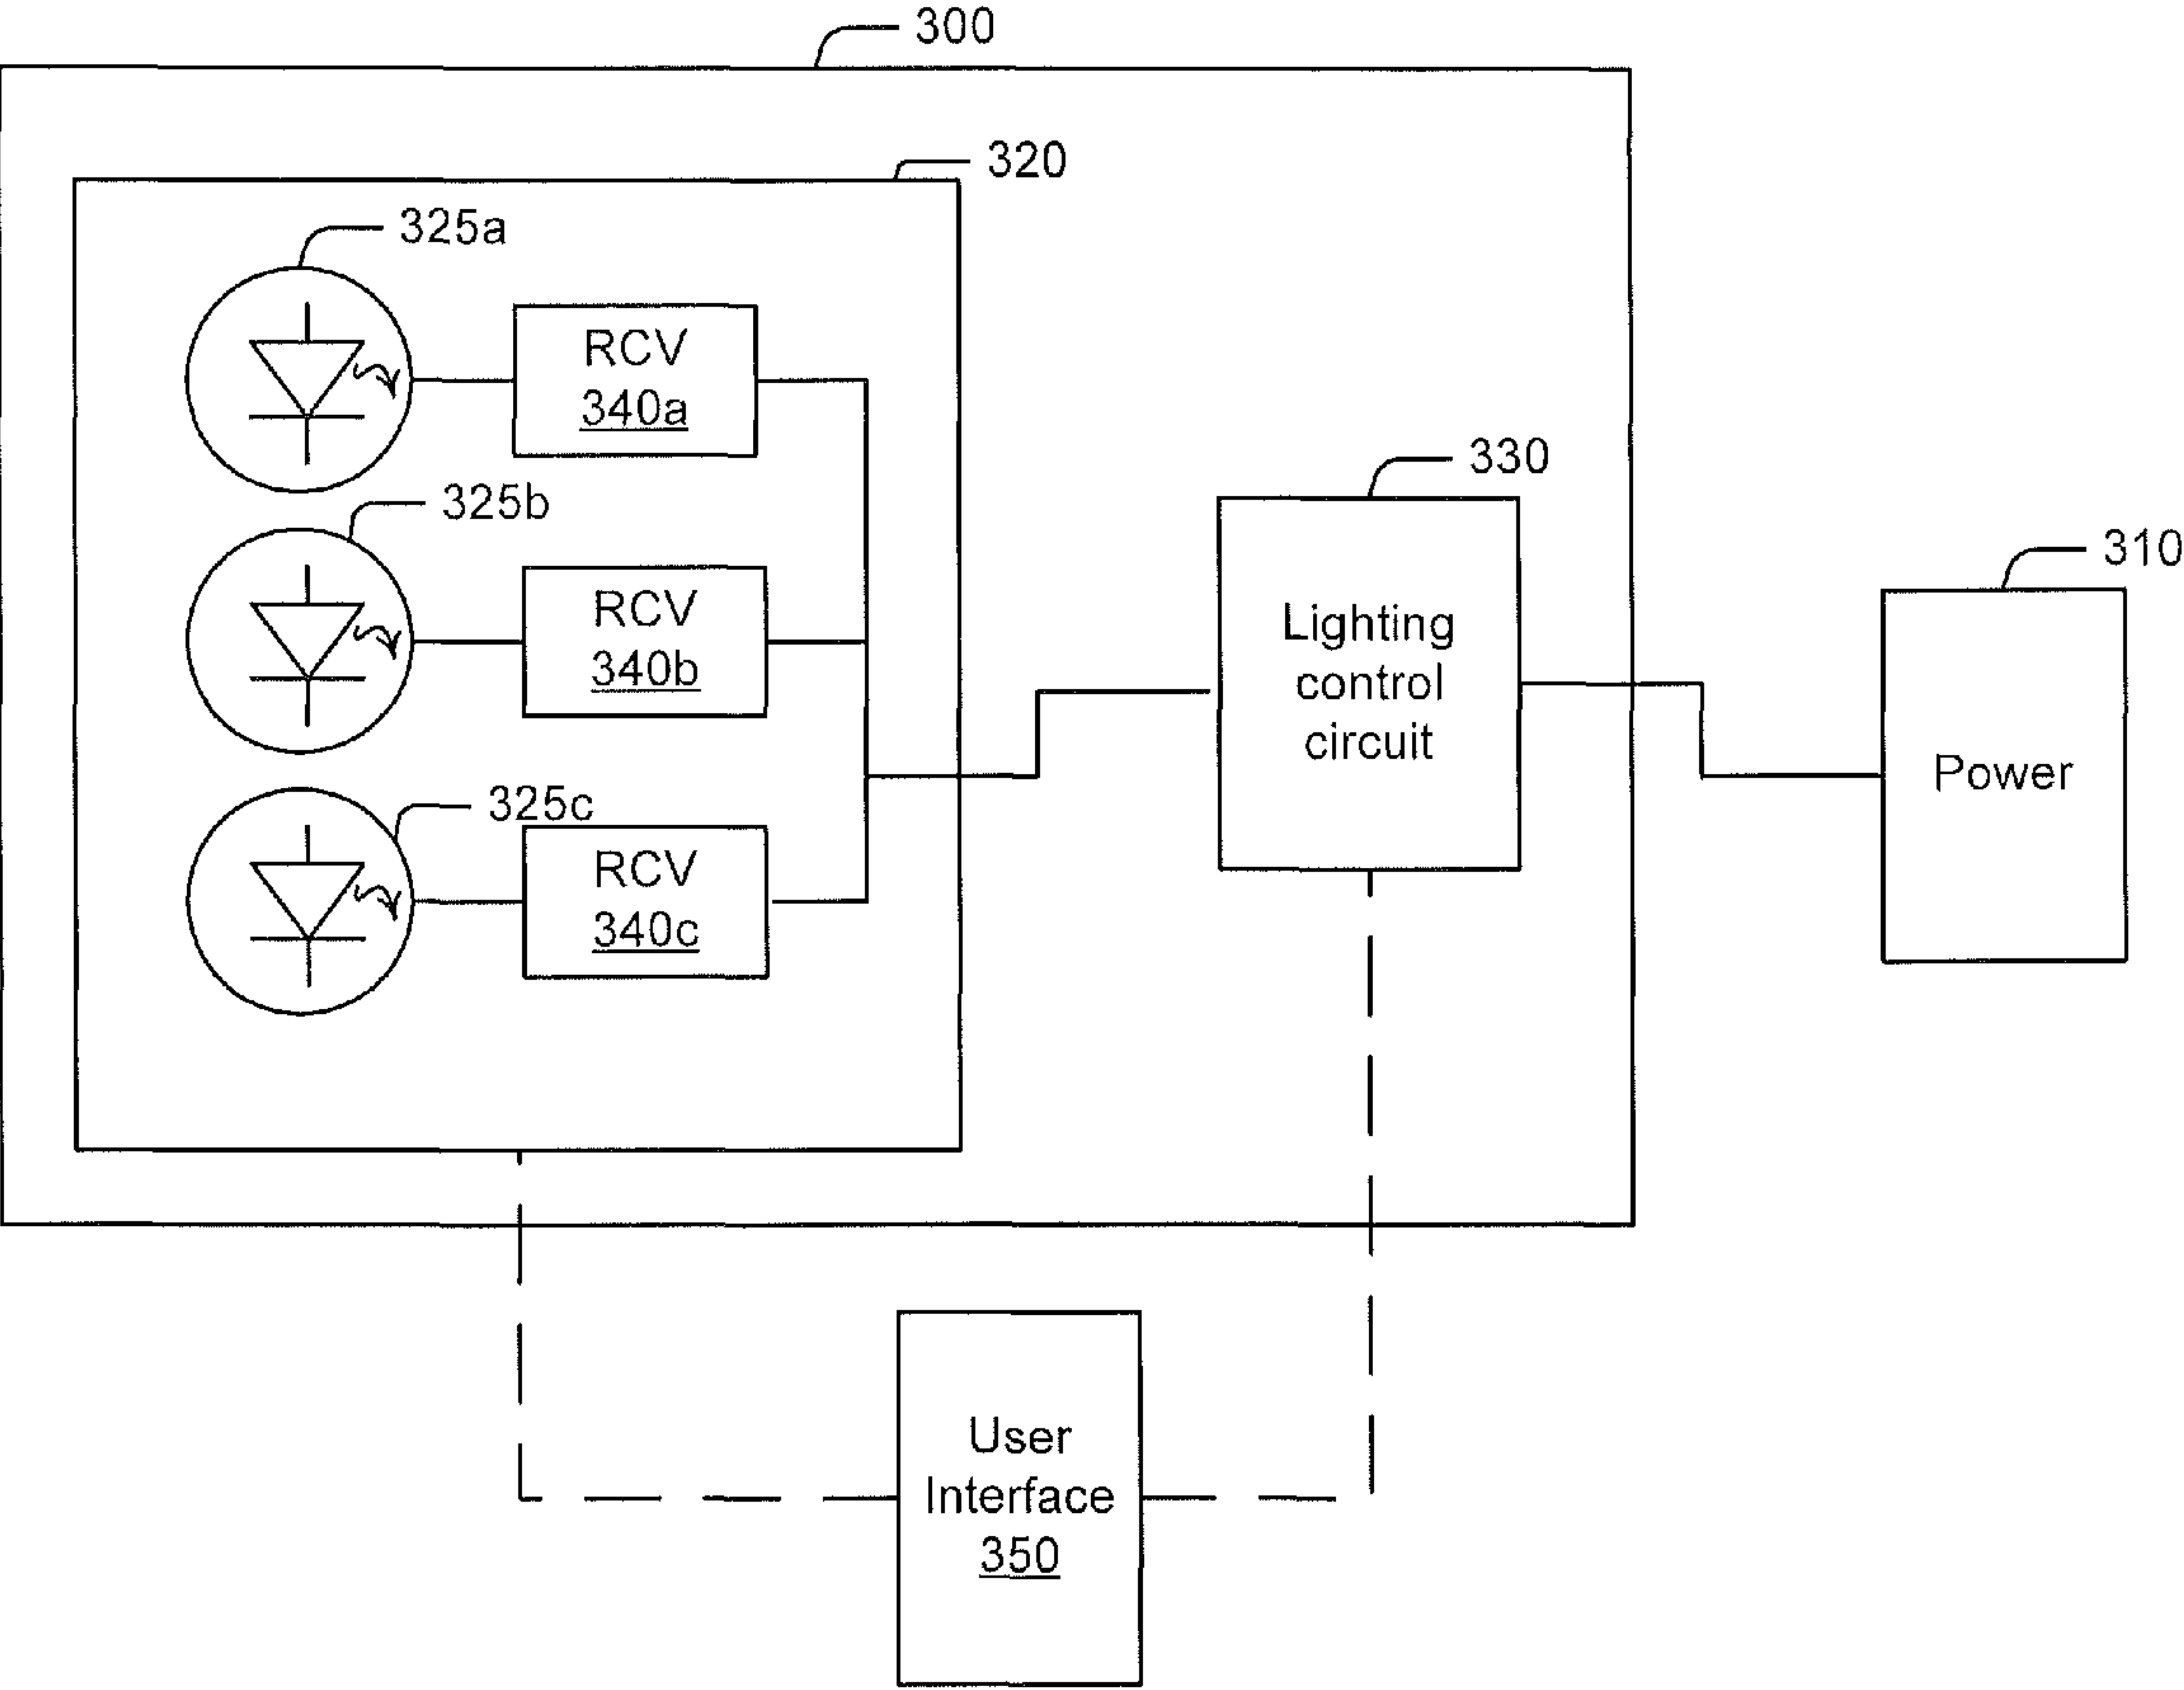 300
320
325a
RCV
340a
325b
RCV
340b
325c
RCV
340c
330
Lighting
control
circuit
310
Power
User
Interface
350